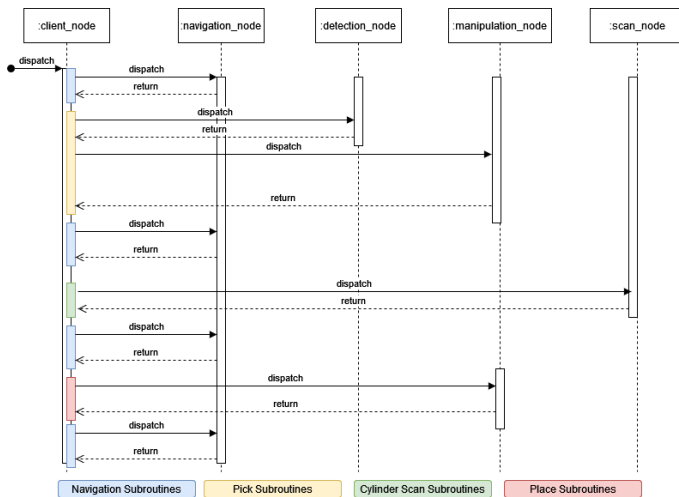 :client_node
:navigation_node
:detection_node
:manipulation_node
:scan_node
dispatch
dispatch
return
dispatch
return
dispatch
return
dispatch
return
dispatch
return
dispatch
return
dispatch
return
dispatch
return
Navigation Subroutines
Pick Subroutines
Cylinder Scan Subroutines
Place Subroutines